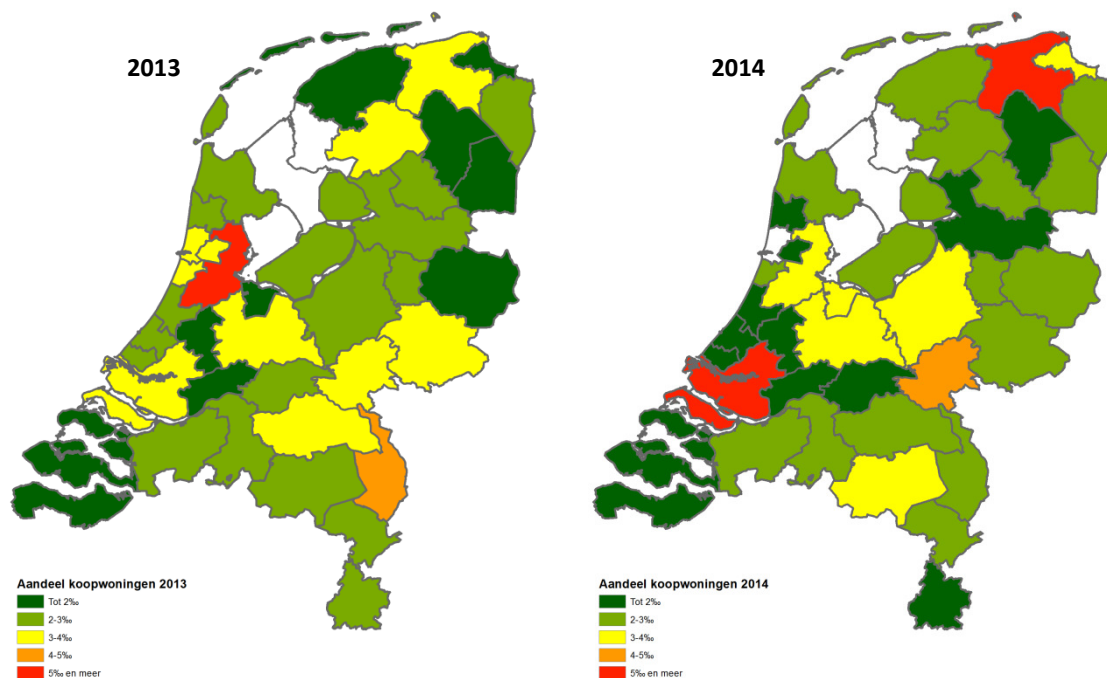 2013
2014
Aandeel koopwoningen 2013
Tot 2‰
2-3‰
3-4‰
4-5‰
5‰ en meer
Aandeel koopwoningen 2014
Tot 2‰
2-3‰
3-4‰
4-5‰
5‰ en meer